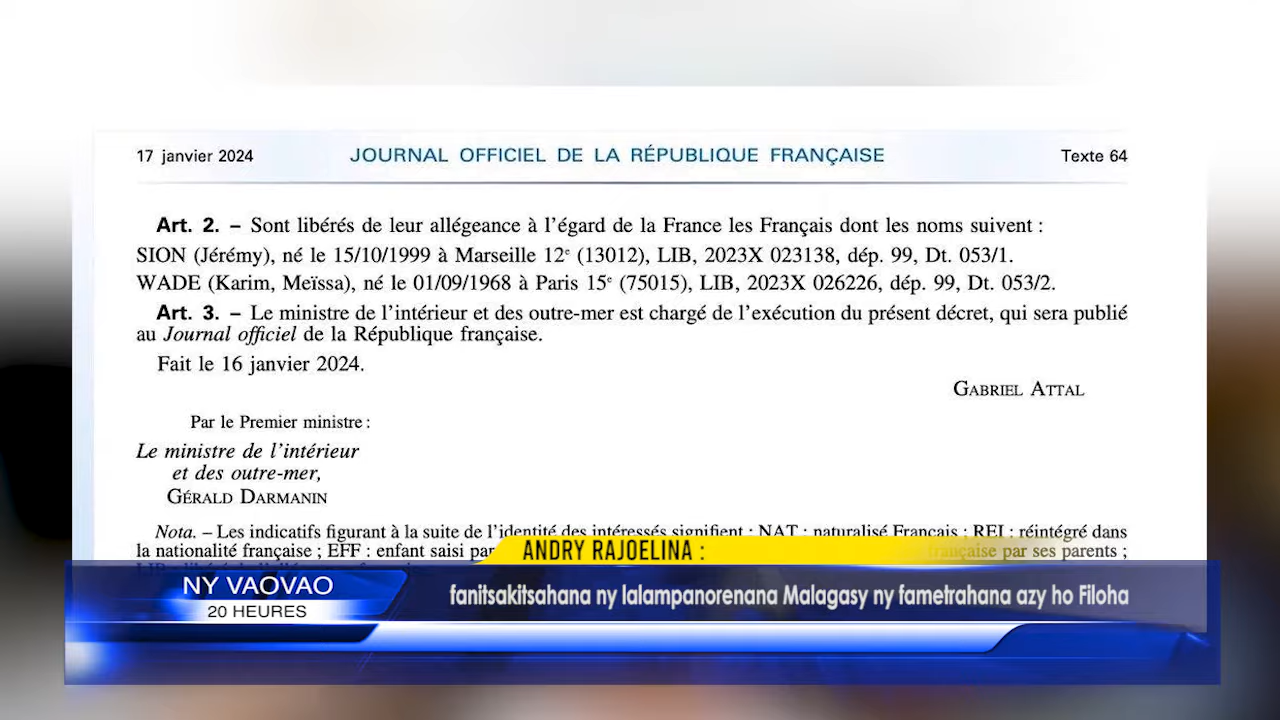 17 janvier 2024
JOURNAL OFFICIEL DE LA RÉPUBLIQUE FRANÇAISE
Texte 64
Art. 2. – Sont libérés de leur allégeance à l'égard de la France les Français dont les noms suivent :
SION (Jérémy), né le 15/10/1999 à Marseille 12e (13012), LIB, 2023X 023138, dép. 99, Dt. 053/1.
WADE (Karim, Meïssa), né le 01/09/1968 à Paris 15e (75015), LIB, 2023X 026226, dép. 99, Dt. 053/2.
Art. 3. – Le ministre de l'intérieur et des outre-mer est chargé de l'exécution du présent décret, qui sera publié
au Journal officiel de la République française.
Fait le 16 janvier 2024.
GABRIEL ATTAL
Par le Premier ministre :
Le ministre de l'intérieur
et des outre-mer,
GÉRALD DARMANIN
Nota. – Les indicatifs figurant à la suite de l'identité des intéressés signifient : NAT : naturalisé Français ; REI : réintégré dans
la nationalité française ; EFF : enfant saisi par française par ses parents ;
ANDRY RAJOELINA :
NY VAOVAO
20 HEURES
fanitsakitsahana ny lalampanorenana Malagasy ny fametrahana azy ho Filoha